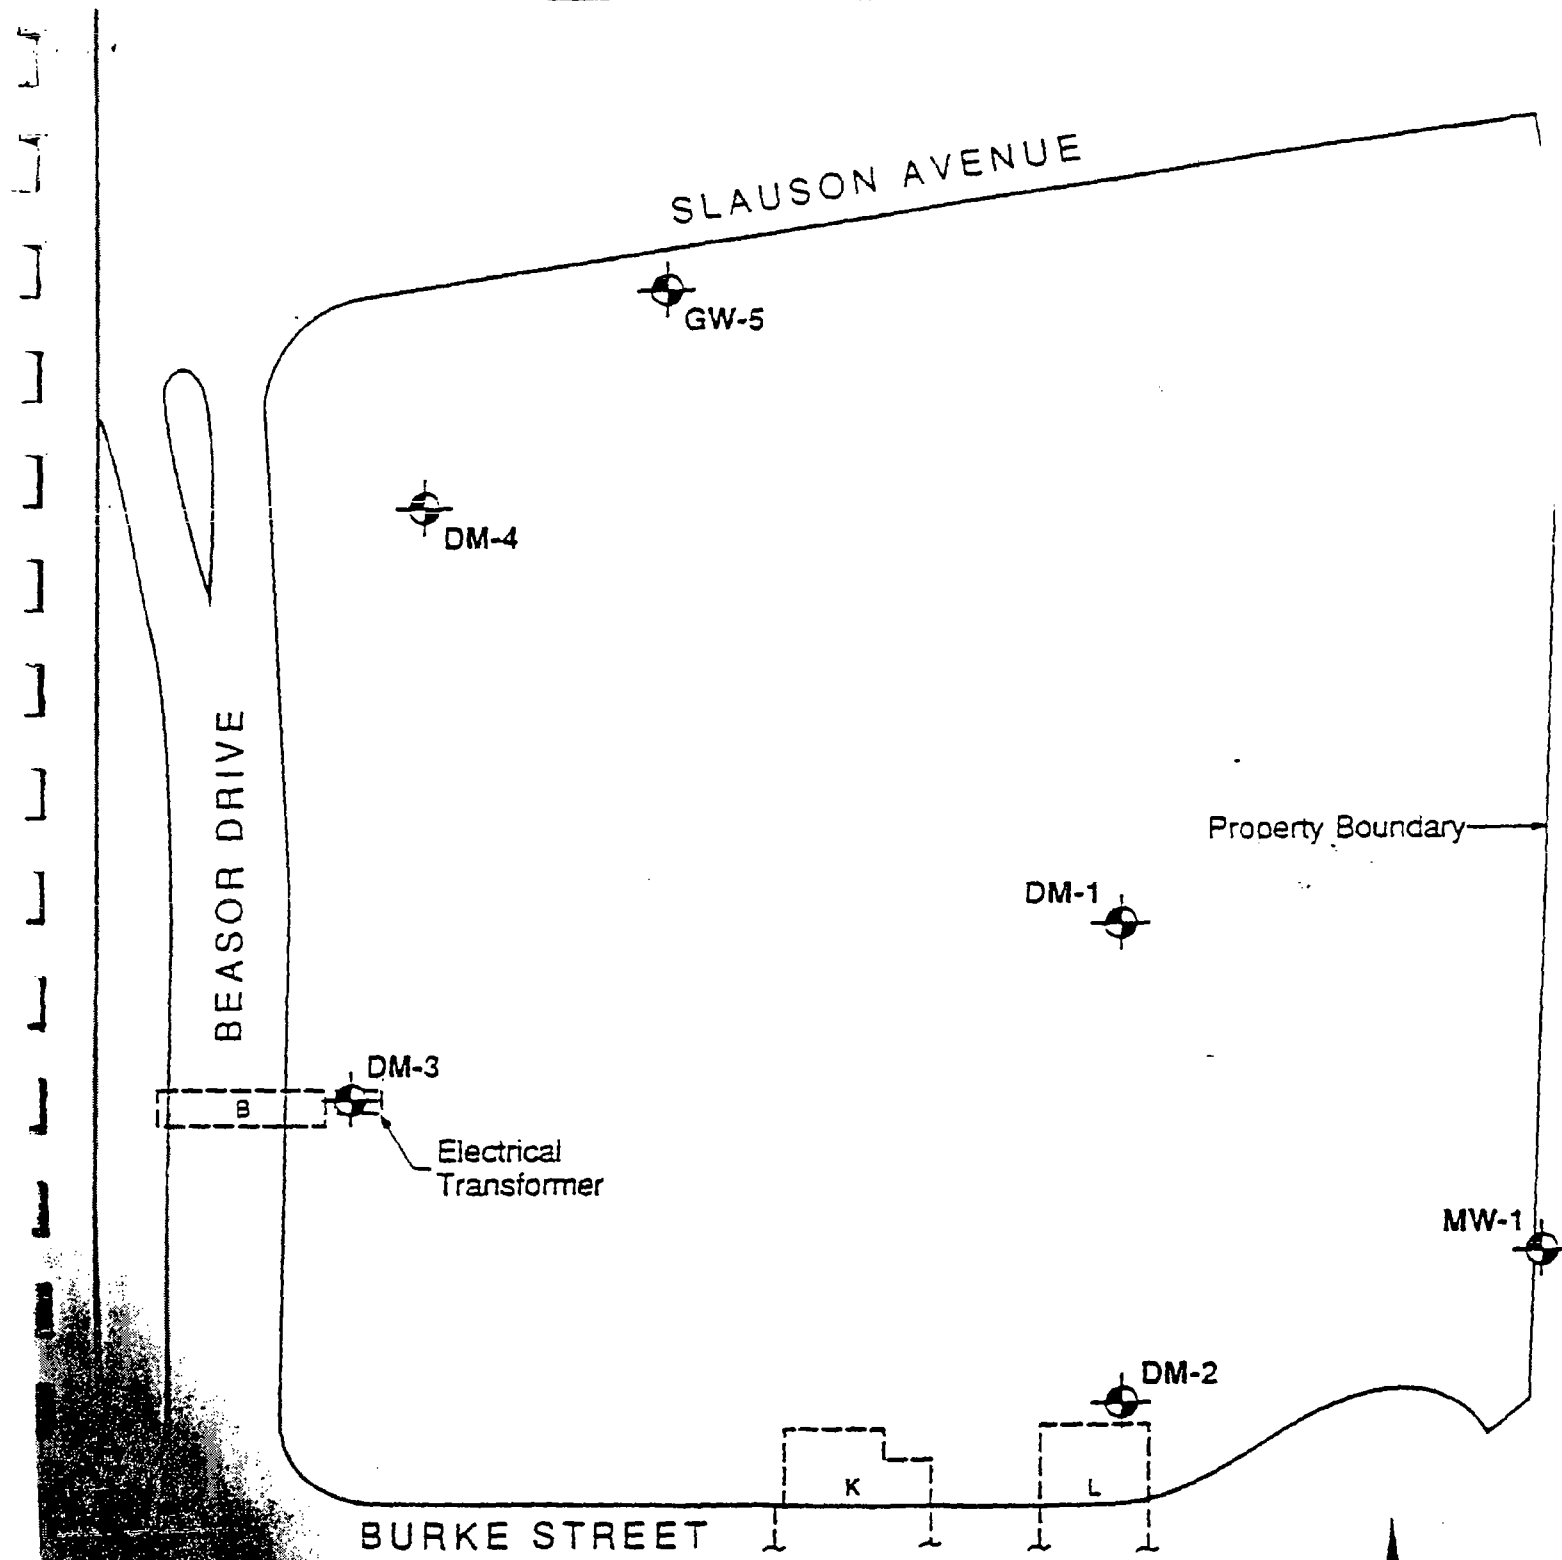 SLAUSON AVENUE
GW-5
DM-4
BEASOR DRIVE
Property Boundary
DM-1
DM-3
B
Electrical
Transformer
MW-1
DM-2
K
L
BURKE STREET